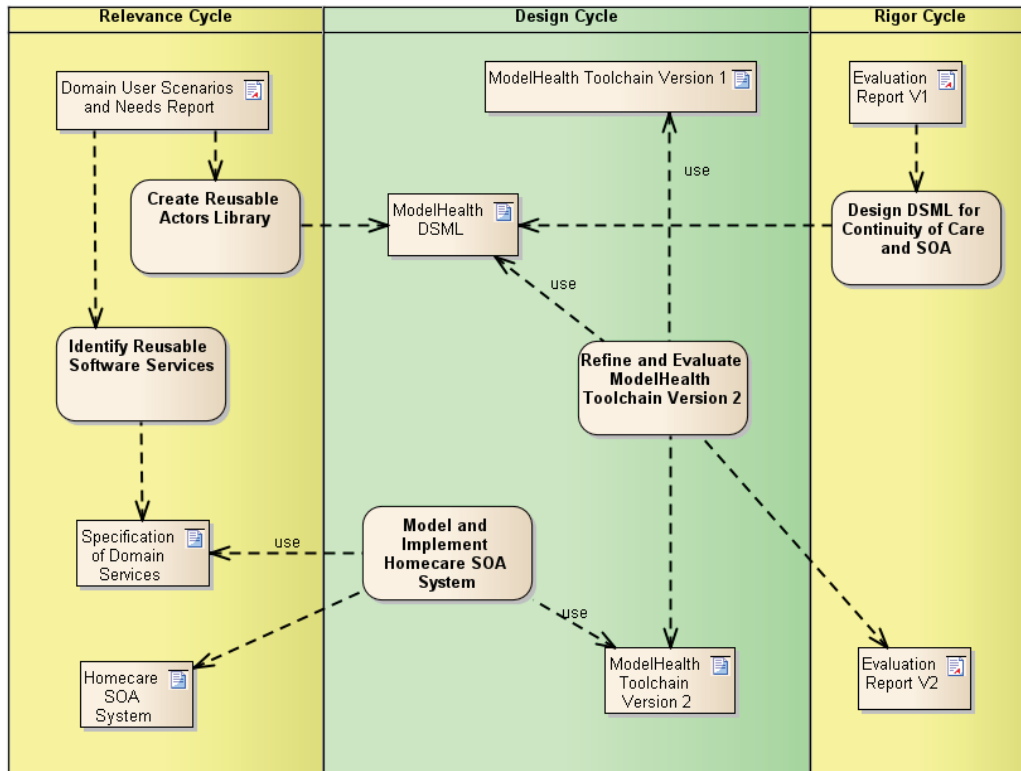 Relevance Cycle
Design Cycle
Rigor Cycle
Domain User Scenarios
and Needs Report
ModelHealth Toolchain Version 1
Evaluation
Report V1
use
Create Reusable
Actors Library
ModelHealth
DSML
Design DSML for
Continuity of Care
and SOA
use
Identify Reusable
Software Services
Refine and Evaluate
ModelHealth
Toolchain Version 2
Specification
of Domain
Services
use
Model and
Implement
Homecare SOA
System
use
Homecare
SOA
System
ModelHealth
Toolchain
Version 2
Evaluation
Report V2